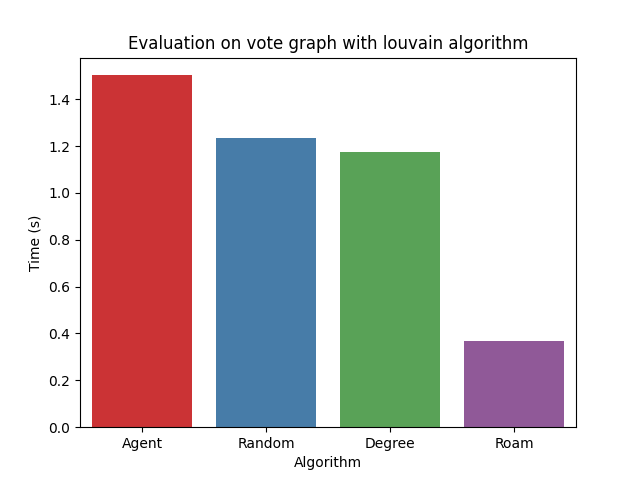 Evaluation on vote graph with louvain algorithm
Time (s)
1.4
1.2
1.0
0.8
0.6
0.4
0.2
0.0
Agent Random Degree Roam
Algorithm